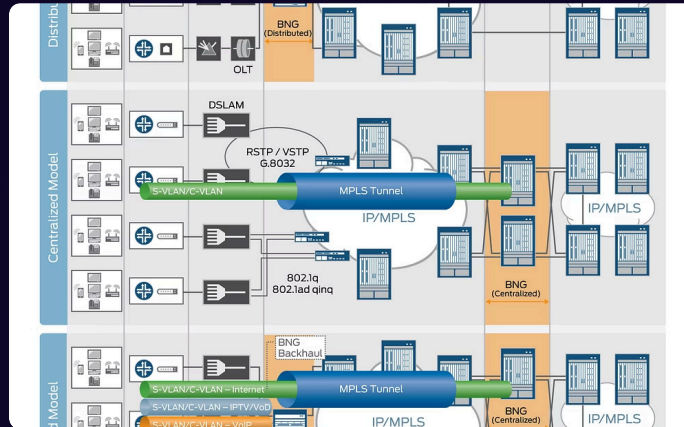 Distribu
BNG
(Distributed)
OLT
Centralized Model
DSLAM
RSTP / VSTP
G.8032
S-VLAN/C-VLAN
MPLS Tunnel
IP/MPLS
IP/MPLS
802.1q
802.1ad qinq
BNG
(Centralized)
d Model
BNG
Backhaul
S-VLAN/C-VLAN – Internet
MPLS Tunnel
S-VLAN/C-VLAN – IPTV/VoD
S-VLAN/C-VLAN – VoIP
IP/MPLS
BNG
(Centralized)
IP/MPLS